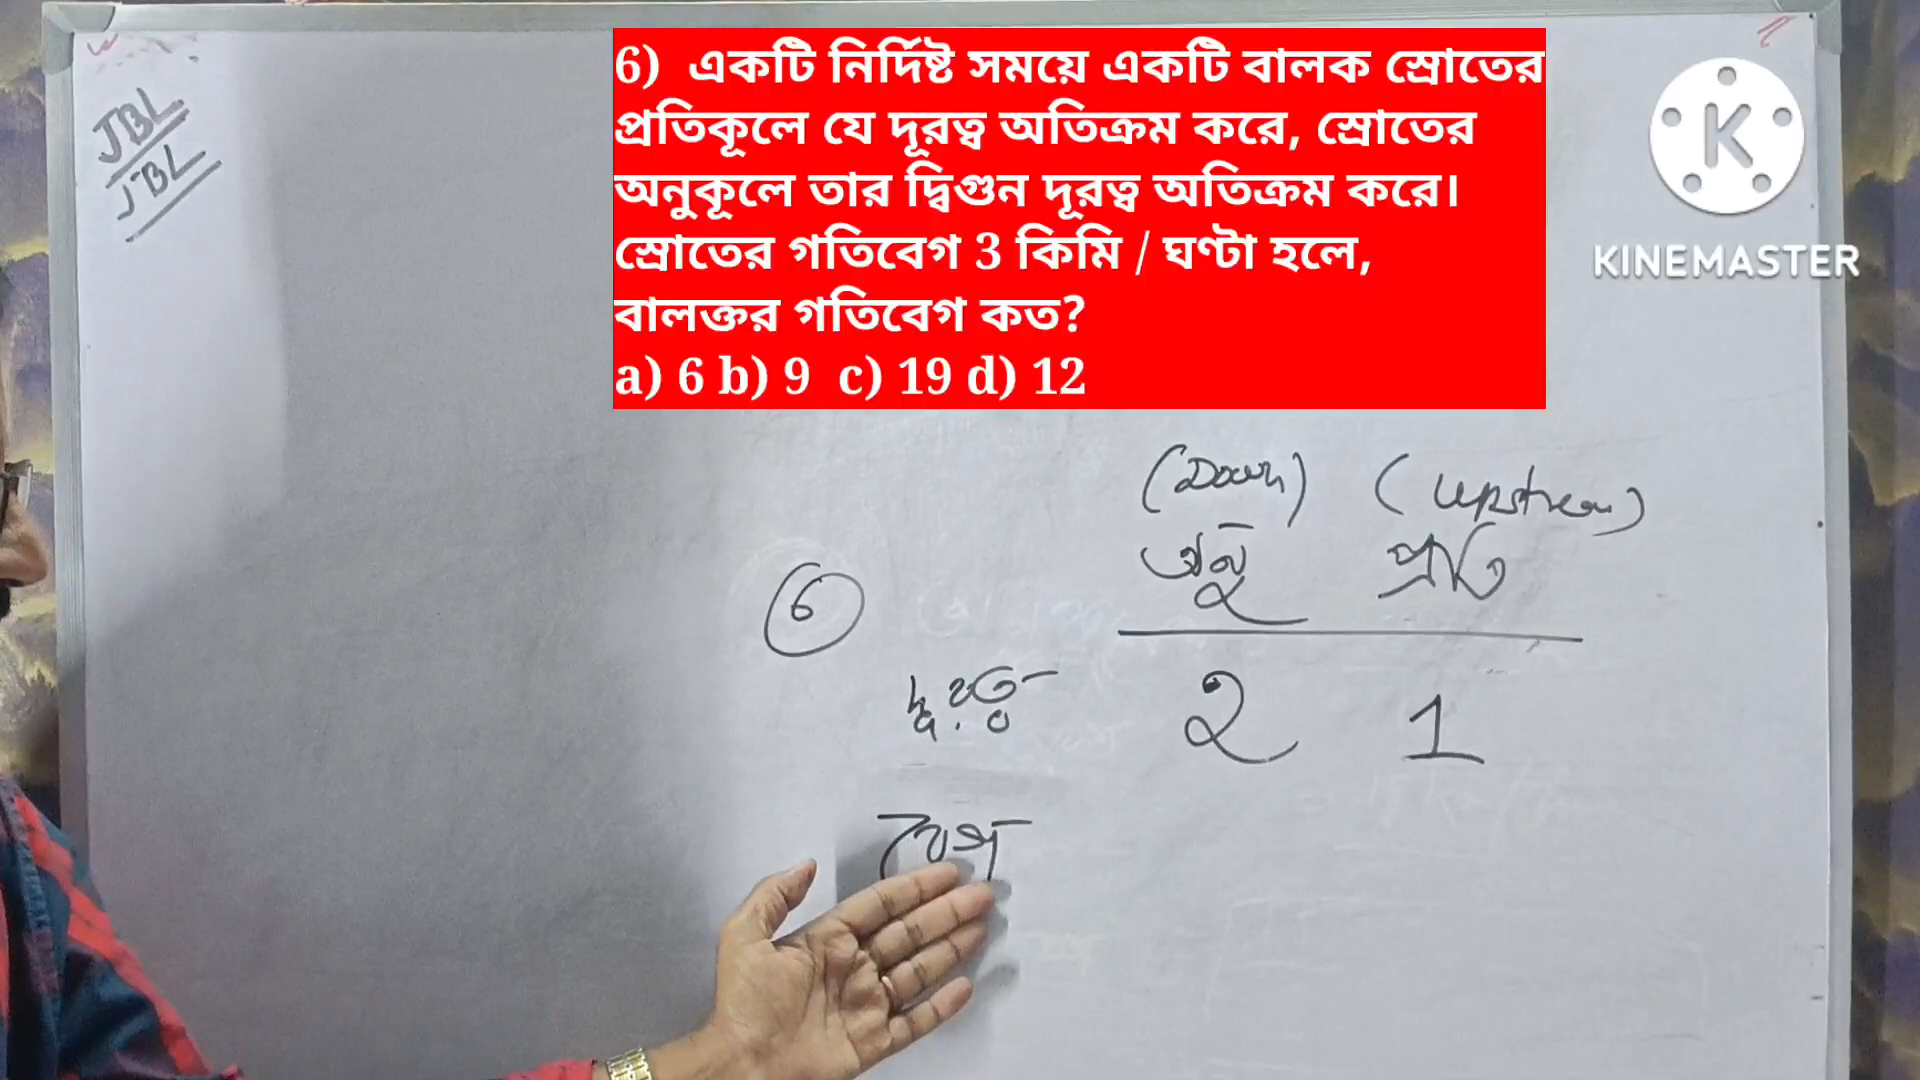 6) একটি নির্দিষ্ট সময়ে একটি বালক স্রোতের
প্রতিকূলে যে দূরত্ব অতিক্রম করে, স্রোতের
অনুকূলে তার দ্বিগুন দূরত্ব অতিক্রম করে।
স্রোতের গতিবেগ 3 কিমি / ঘণ্টা হলে,
বালক্তর গতিবেগ কত?
a) 6 b) 9 c) 19 d) 12
K
KINEMASTER
JBL
JBL
(Down) (upstream)
অনু প্রতি
6
দূরত্ব 2 1
বেগ